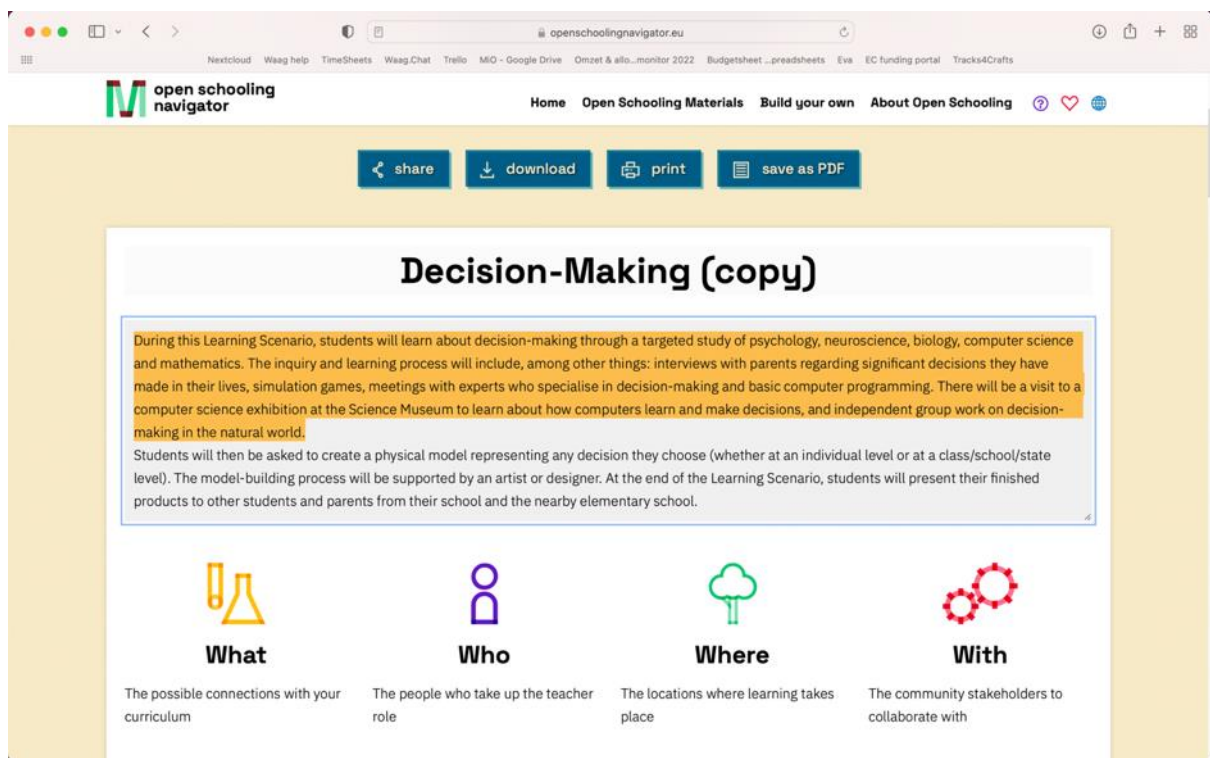 openschoolingnavigator.eu
Nextcloud Waag help TimeSheets Waag.Chat Trello MiO - Google Drive Omzet & allo...monitor 2022 Budgetsheet ...preadsheets Eva EC funding portal Tracks4Crafts
open schooling
navigator
Home Open Schooling Materials Build your own About Open Schooling
share download print save as PDF
Decision-Making (copy)
During this Learning Scenario, students will learn about decision-making through a targeted study of psychology, neuroscience, biology, computer science
and mathematics. The inquiry and learning process will include, among other things: interviews with parents regarding significant decisions they have
made in their lives, simulation games, meetings with experts who specialise in decision-making and basic computer programming. There will be a visit to a
computer science exhibition at the Science Museum to learn about how computers learn and make decisions, and independent group work on decision-
making in the natural world.
Students will then be asked to create a physical model representing any decision they choose (whether at an individual level or at a class/school/state
level). The model-building process will be supported by an artist or designer. At the end of the Learning Scenario, students will present their finished
products to other students and parents from their school and the nearby elementary school.
What Who Where With
The possible connections with your The people who take up the teacher The locations where learning takes The community stakeholders to
curriculum role place collaborate with